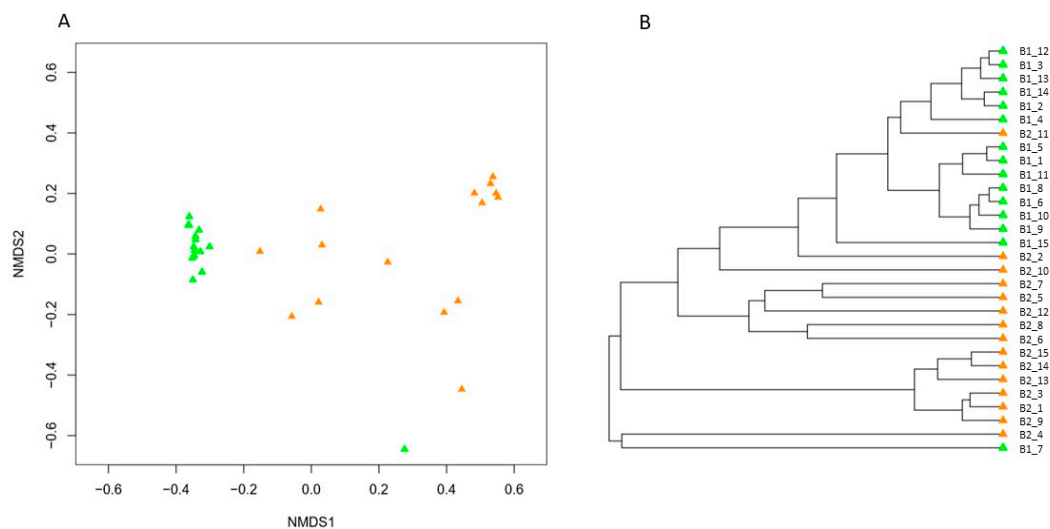 A
0.6
0.4
0.2
0.0
−0.2
−0.4
−0.6
NMDS2
−0.6 −0.4 −0.2 0.0 0.2 0.4 0.6
NMDS1
B
B1_12
B1_3
B1_13
B1_14
B1_2
B1_4
B2_11
B1_5
B1_1
B1_11
B1_8
B1_6
B1_10
B1_9
B1_15
B2_2
B2_10
B2_7
B2_5
B2_12
B2_8
B2_6
B2_15
B2_14
B2_13
B2_3
B2_1
B2_9
B2_4
B1_7